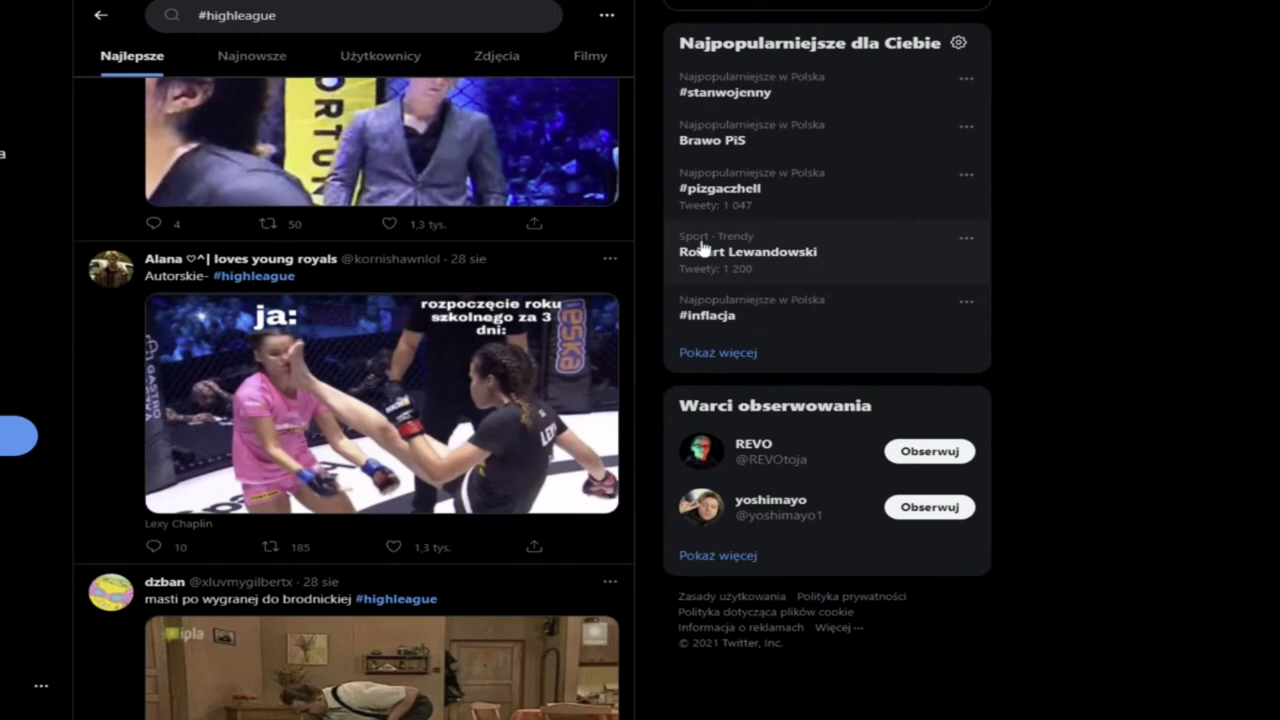 #highleague
Najlepsze
Najnowsze
Użytkownicy
Zdjęcia
Filmy
4
50
1,3 tys.
Alana ♡^| loves young royals @kornishawnlol · 28 sie
Autorskie- #highleague
ja:
rozpoczęcie roku
szkolnego za 3
dni:
eska
GASTRO
Lexy Chaplin
10
185
1,3 tys.
dzban @xluvmygilbertx · 28 sie
masti po wygranej do brodnickiej #highleague
ipla
a
Najpopularniejsze dla Ciebie
Najpopularniejsze w Polska
#stanwojenny
Najpopularniejsze w Polska
Brawo PiS
Najpopularniejsze w Polska
#pizgaczhell
Tweety: 1 047
Sport · Trendy
Robert Lewandowski
Tweety: 1 200
Najpopularniejsze w Polska
#inflacja
Pokaż więcej
Warci obserwowania
REVO
@REVOtoja
Obserwuj
yoshimayo
@yoshimayo1
Obserwuj
Pokaż więcej
Zasady użytkowania Polityka prywatności
Polityka dotycząca plików cookie
Informacja o reklamach Więcej ···
© 2021 Twitter, Inc.